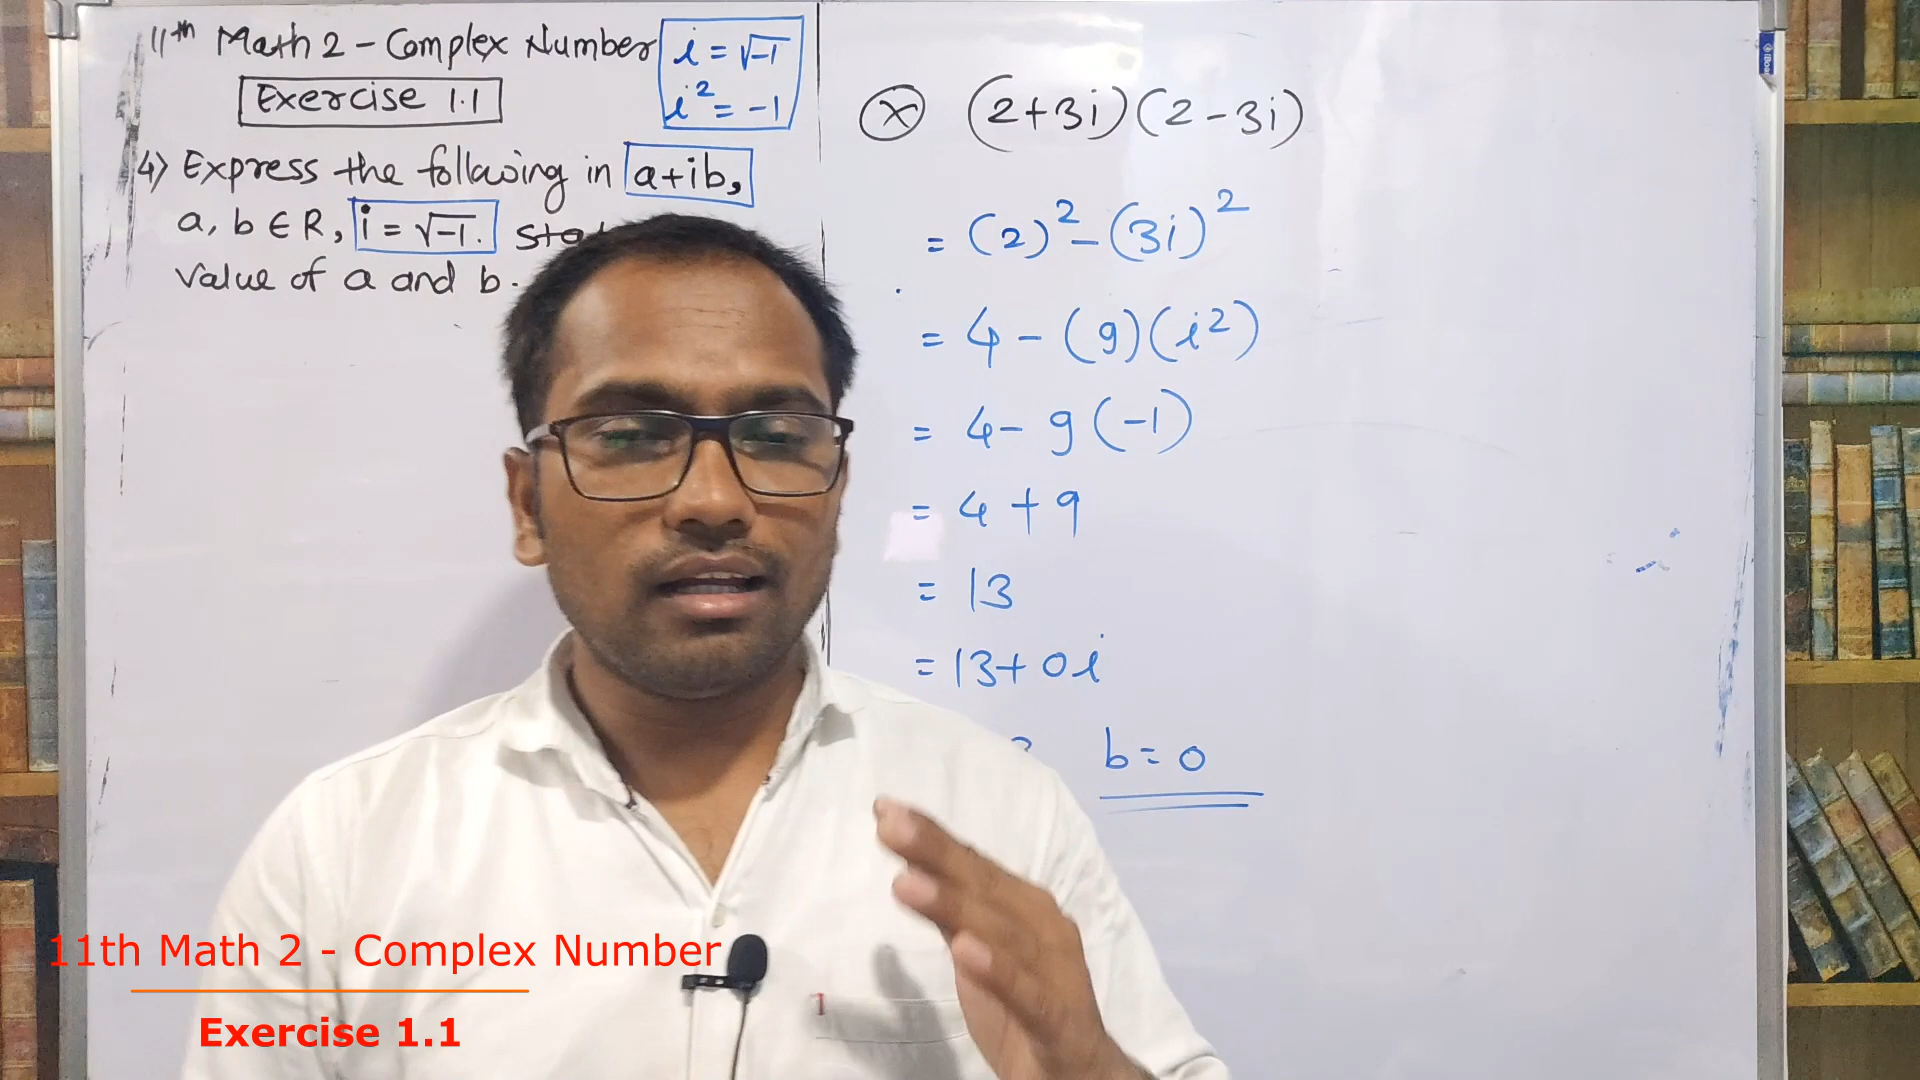 11th Math 2 - Complex Number
Exercise 1.1
i = √-1
i² = -1
4) Express the following in a+ib,
a, b ∈ R, i = √-1.
value of a and b.
(x) (2+3i)(2-3i)
= (2)² - (3i)²
= 4 - (9)(i²)
= 4 - 9(-1)
= 4 + 9
= 13
= 13 + 0i
b = 0
11th Math 2 - Complex Number
Exercise 1.1